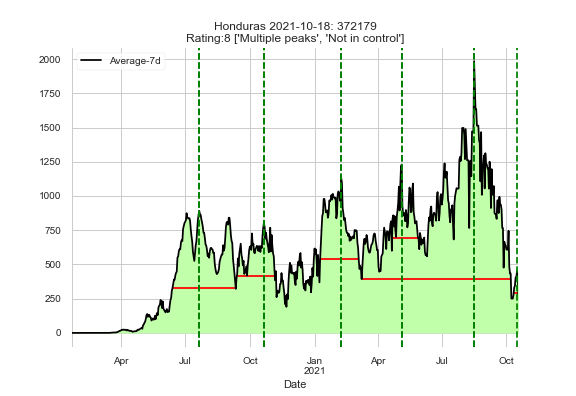 Honduras 2021-10-18: 372179
Rating:8 ['Multiple peaks', 'Not in control']
Average-7d
2000
1750
1500
1250
1000
750
500
250
0
Apr Jul Oct Jan Apr Jul Oct
2021
Date